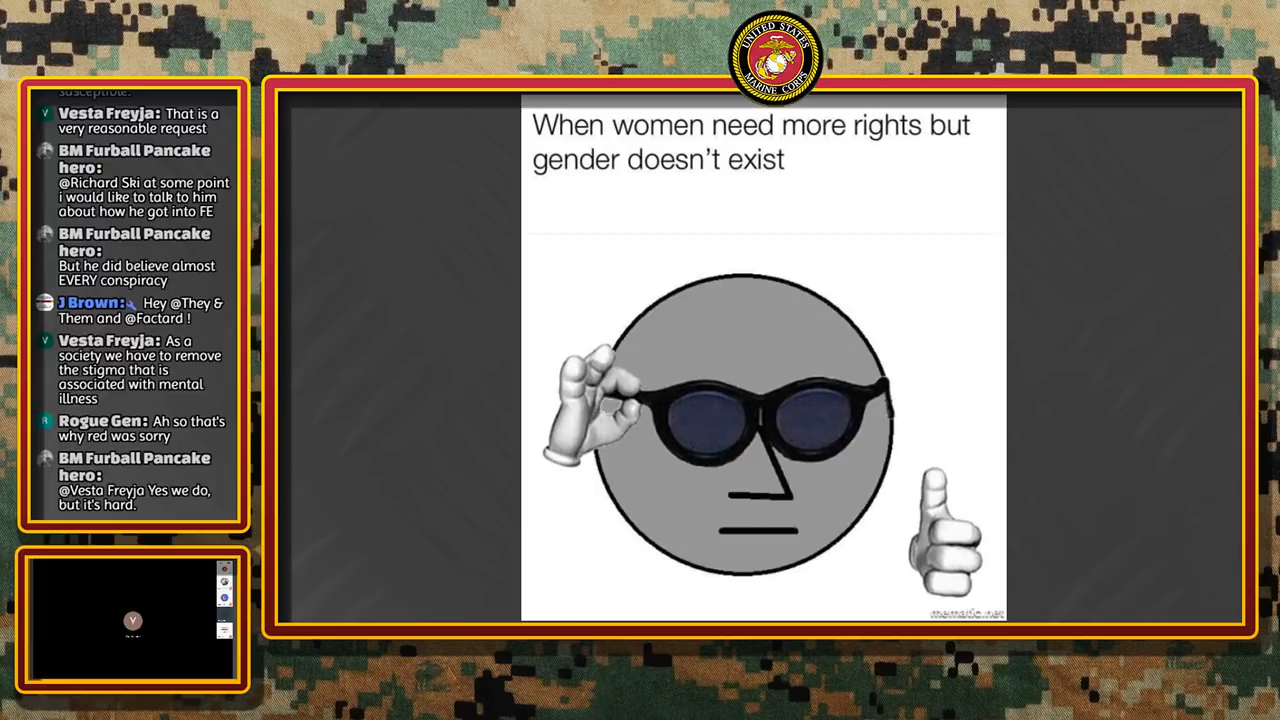 UNITED STATES
MARINE CORPS
susceptible.
V Vesta Freyja: That is a
very reasonable request
BM Furball Pancake
hero:
@Richard Ski at some point
i would like to talk to him
about how he got into FE
BM Furball Pancake
hero:
But he did believe almost
EVERY conspiracy
J Brown: Hey @They &
Them and @Factard !
V Vesta Freyja: As a
society we have to remove
the stigma that is
associated with mental
illness
R Rogue Gen: Ah so that's
why red was sorry
BM Furball Pancake
hero:
@Vesta Freyja Yes we do,
but it's hard.
Y
When women need more rights but
gender doesn't exist
mematic.net